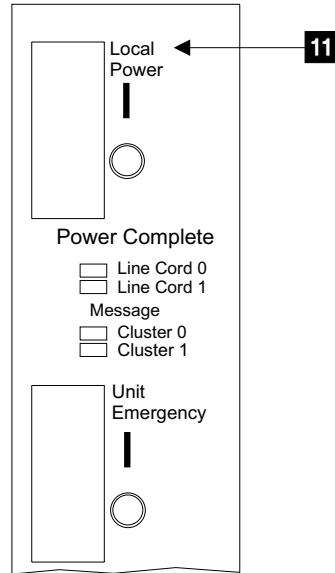 Local
Power
11
Power Complete
Line Cord 0
Line Cord 1
Message
Cluster 0
Cluster 1
Unit
Emergency